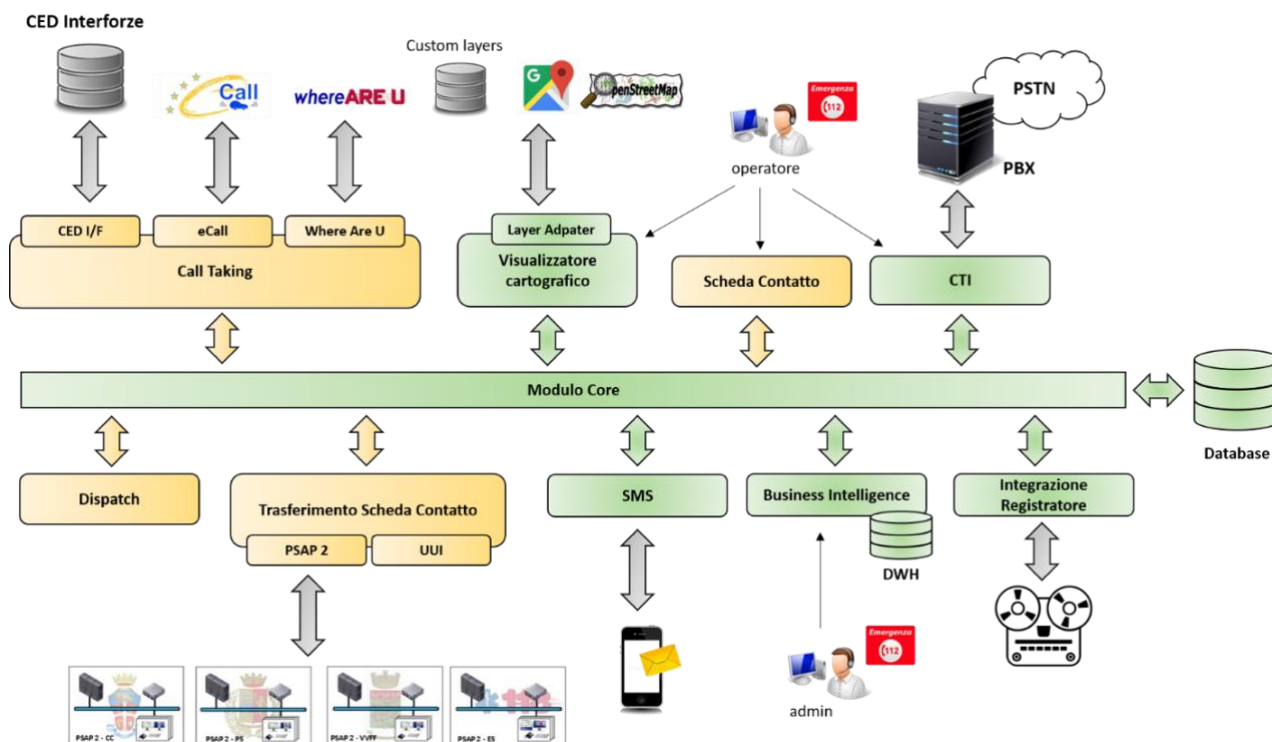 CED Interforze
Call
whereARE U
Custom layers
G
OpenStreetMap
Emergenza
112
operatore
PSTN
PBX
CED I/F
eCall
Where Are U
Call Taking
Layer Adpater
Visualizzatore
cartografico
Scheda Contatto
CTI
Modulo Core
Database
Dispatch
Trasferimento Scheda Contatto
PSAP 2
UUI
SMS
Business Intelligence
DWH
Integrazione
Registratore
Emergenza
112
admin
PSAP 2 - CC
PSAP 2 - PS
PSAP 2 - VVFF
PSAP 2 - ES